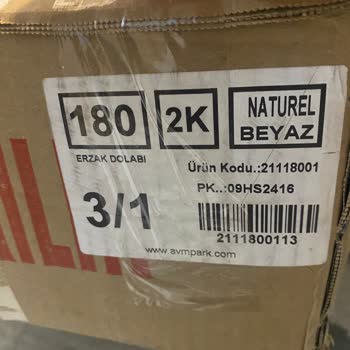 180
2K
NATUREL
BEYAZ
ERZAK DOLABI
Ürün Kodu.:21118001
PK..:09HS2416
3/1
2111800113
www.avmpark.com